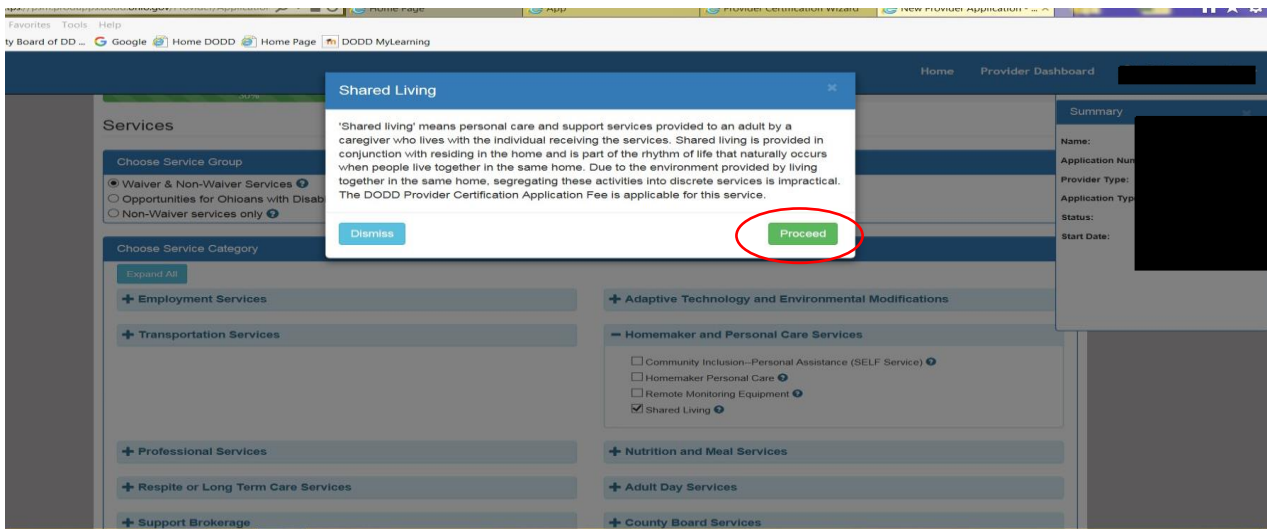 Home Page
App
Provider Certification Wizard
New Provider Application - ...
Favorites Tools Help
ty Board of DD ... Google Home DODD Home Page DODD MyLearning
Home Provider Dashboard
50%
Services
Choose Service Group
Waiver & Non-Waiver Services
Opportunities for Ohioans with Disab
Non-Waiver services only
Shared Living
'Shared living' means personal care and support services provided to an adult by a
caregiver who lives with the individual receiving the services. Shared living is provided in
conjunction with residing in the home and is part of the rhythm of life that naturally occurs
when people live together in the same home. Due to the environment provided by living
together in the same home, segregating these activities into discrete services is impractical.
The DODD Provider Certification Application Fee is applicable for this service.
Dismiss
Proceed
Summary
Name:
Application Num
Provider Type:
Application Typ
Status:
Start Date:
Choose Service Category
Expand All
Employment Services
Adaptive Technology and Environmental Modifications
Transportation Services
Homemaker and Personal Care Services
Community Inclusion--Personal Assistance (SELF Service)
Homemaker Personal Care
Remote Monitoring Equipment
Shared Living
Professional Services
Nutrition and Meal Services
Respite or Long Term Care Services
Adult Day Services
Support Brokerage
County Board Services